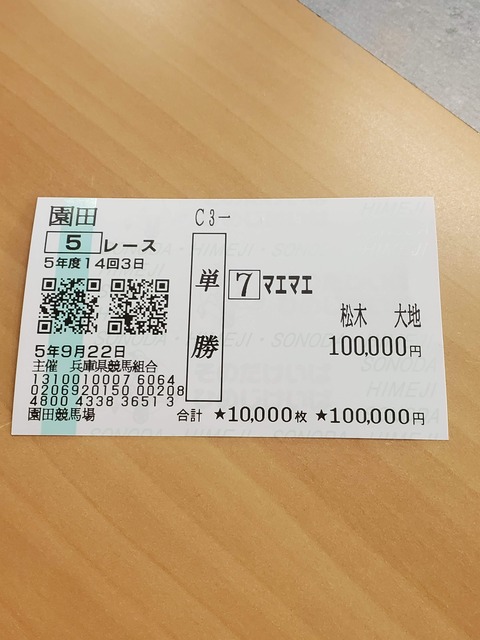 園田
C3一
5 レース
5年度14回3日
単勝
7 マエマエ
松木 大地
100,000円
5年9月22日
主催 兵庫県競馬組合
1310010007 6064
0206920150 00208
4800 4338 3651 3
園田競馬場
合計 ★10,000枚 ★100,000円
SONODA・HIMEJI・SONODA